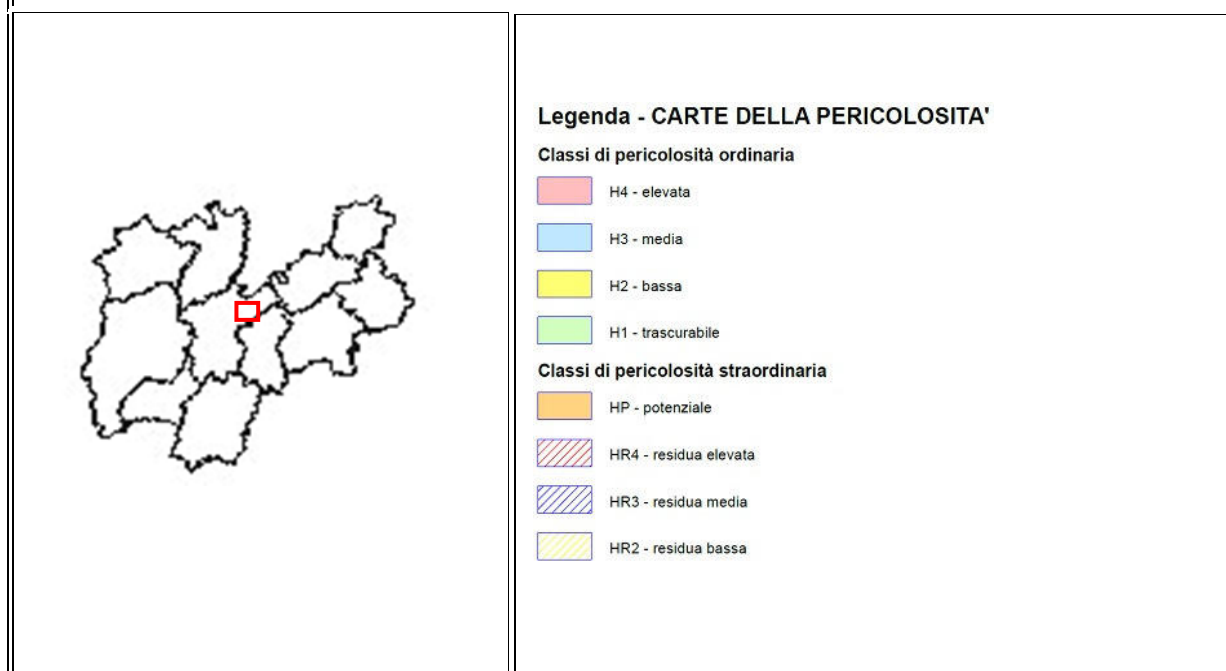 Legenda - CARTE DELLA PERICOLOSITA'
Classi di pericolosità ordinaria
H4 - elevata
H3 - media
H2 - bassa
H1 - trascurabile
Classi di pericolosità straordinaria
HP - potenziale
HR4 - residua elevata
HR3 - residua media
HR2 - residua bassa